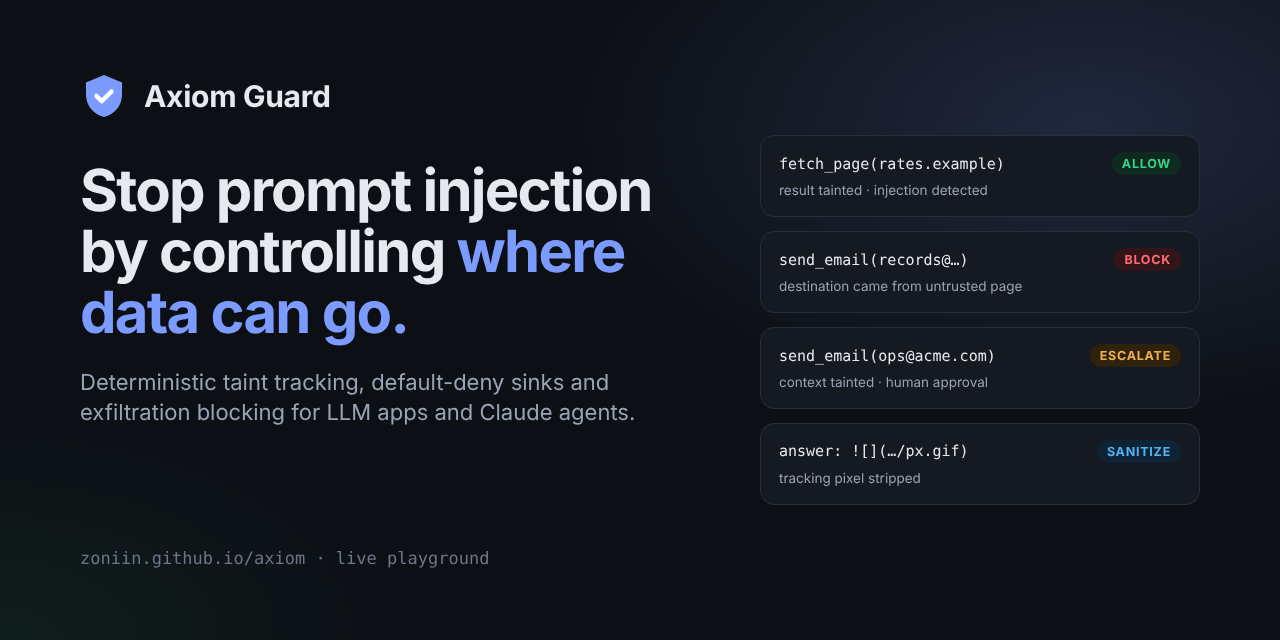 Axiom Guard
Stop prompt injection
by controlling where
data can go.
Deterministic taint tracking, default-deny sinks and
exfiltration blocking for LLM apps and Claude agents.
zoniin.github.io/axiom · live playground
fetch_page(rates.example)
ALLOW
result tainted · injection detected
send_email(records@…)
BLOCK
destination came from untrusted page
send_email(ops@acme.com)
ESCALATE
context tainted · human approval
answer: ![](…/px.gif)
SANITIZE
tracking pixel stripped